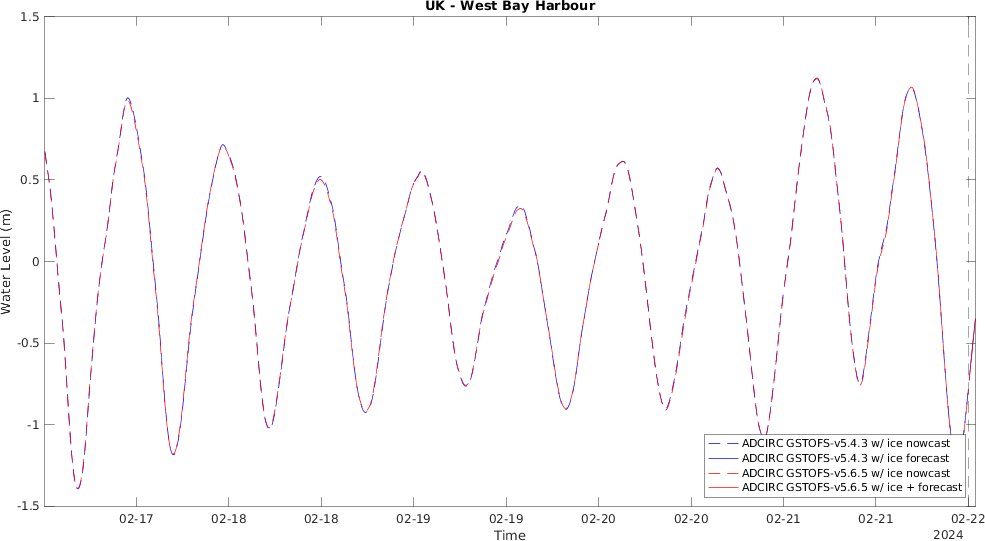 UK - West Bay Harbour
1.5
1
0.5
0
-0.5
-1
-1.5
Water Level (m)
ADCIRC GSTOFS-v5.4.3 w/ ice nowcast
ADCIRC GSTOFS-v5.4.3 w/ ice forecast
ADCIRC GSTOFS-v5.6.5 w/ ice nowcast
ADCIRC GSTOFS-v5.6.5 w/ ice + forecast
02-17 02-18 02-18 02-19 02-19 02-20 02-20 02-21 02-21 02-22
Time
2024